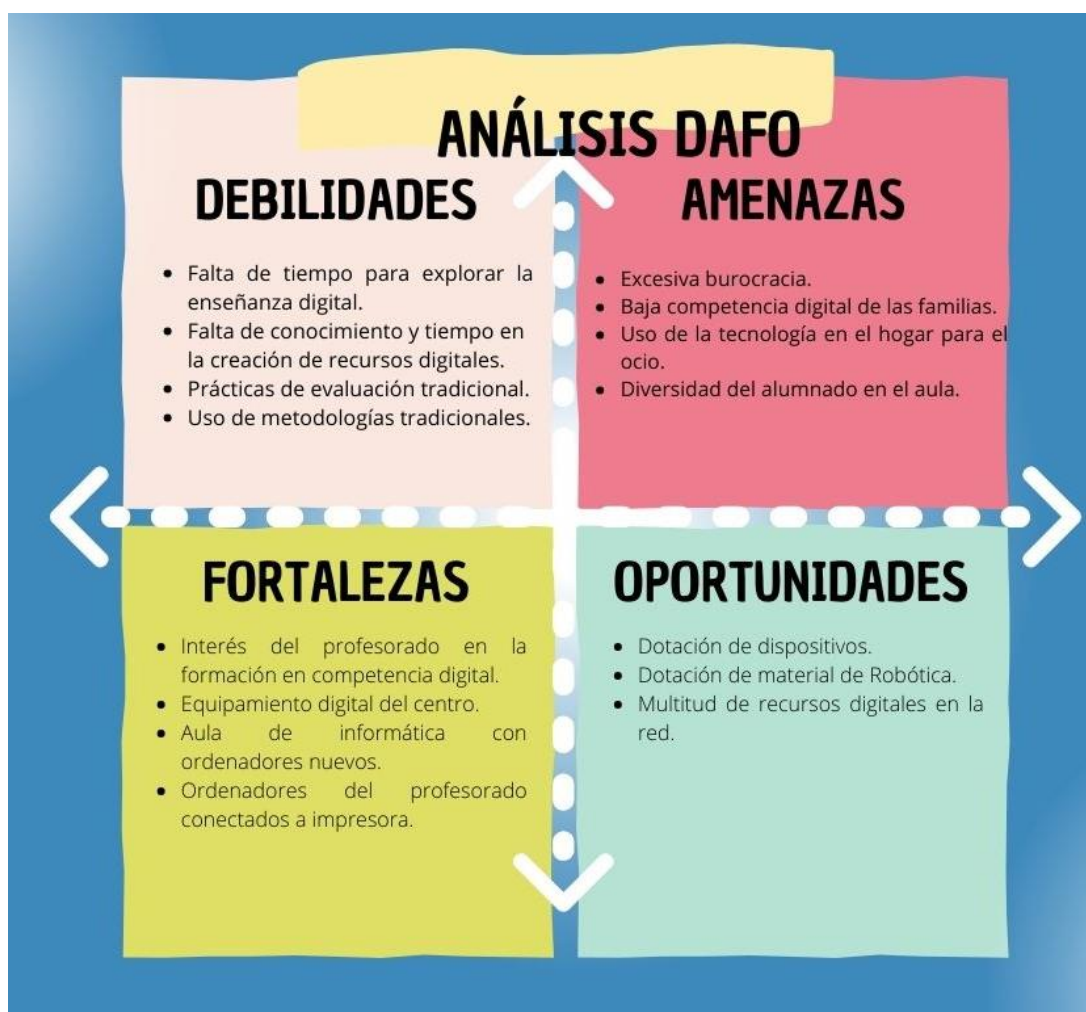 ANÁLISIS DAFO
DEBILIDADES
• Falta de tiempo para explorar la
enseñanza digital.
• Falta de conocimiento y tiempo en
la creación de recursos digitales.
• Prácticas de evaluación tradicional.
• Uso de metodologías tradicionales.
AMENAZAS
• Excesiva burocracia.
• Baja competencia digital de las familias.
• Uso de la tecnología en el hogar para el
ocio.
• Diversidad del alumnado en el aula.
FORTALEZAS
• Interés del profesorado en la
formación en competencia digital.
• Equipamiento digital del centro.
• Aula de informática con
ordenadores nuevos.
• Ordenadores del profesorado
conectados a impresora.
OPORTUNIDADES
• Dotación de dispositivos.
• Dotación de material de Robótica.
• Multitud de recursos digitales en la
red.